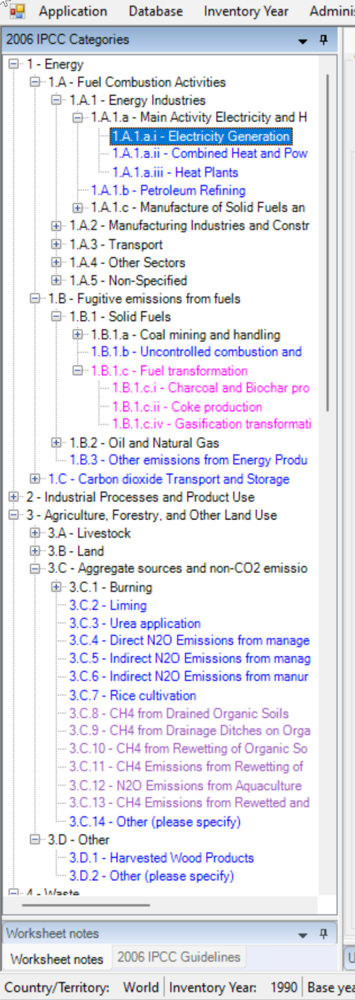 Application Database Inventory Year
2006 IPCC Categories
1 - Energy
1.A - Fuel Combustion Activities
1.A.1 - Energy Industries
1.A.1.a - Main Activity Electricity and H
1.A.1.a.i - Electricity Generation
1.A.1.a.ii - Combined Heat and Pow
1.A.1.a.iii - Heat Plants
1.A.1.b - Petroleum Refining
1.A.1.c - Manufacture of Solid Fuels an
1.A.2 - Manufacturing Industries and Constr
1.A.3 - Transport
1.A.4 - Other Sectors
1.A.5 - Non-Specified
1.B - Fugitive emissions from fuels
1.B.1 - Solid Fuels
1.B.1.a - Coal mining and handling
1.B.1.b - Uncontrolled combustion and
1.B.1.c - Fuel transformation
1.B.1.c.i - Charcoal and Biochar pro
1.B.1.c.ii - Coke production
1.B.1.c.iv - Gasification transformati
1.B.2 - Oil and Natural Gas
1.B.3 - Other emissions from Energy Produ
1.C - Carbon dioxide Transport and Storage
2 - Industrial Processes and Product Use
3 - Agriculture, Forestry, and Other Land Use
3.A - Livestock
3.B - Land
3.C - Aggregate sources and non-CO2 emissio
3.C.1 - Burning
3.C.2 - Liming
3.C.3 - Urea application
3.C.4 - Direct N2O Emissions from manage
3.C.5 - Indirect N2O Emissions from manag
3.C.6 - Indirect N2O Emissions from manur
3.C.7 - Rice cultivation
3.C.8 - CH4 from Drained Organic Soils
3.C.9 - CH4 from Drainage Ditches on Orga
3.C.10 - CH4 from Rewetting of Organic So
3.C.11 - CH4 Emissions from Rewetting of
3.C.12 - N2O Emissions from Aquaculture
3.C.13 - CH4 Emissions from Rewetted and
3.C.14 - Other (please specify)
3.D - Other
3.D.1 - Harvested Wood Products
3.D.2 - Other (please specify)
4 - Waste
Worksheet notes
Worksheet notes 2006 IPCC Guidelines
Country/Territory: World Inventory Year: 1990 Base